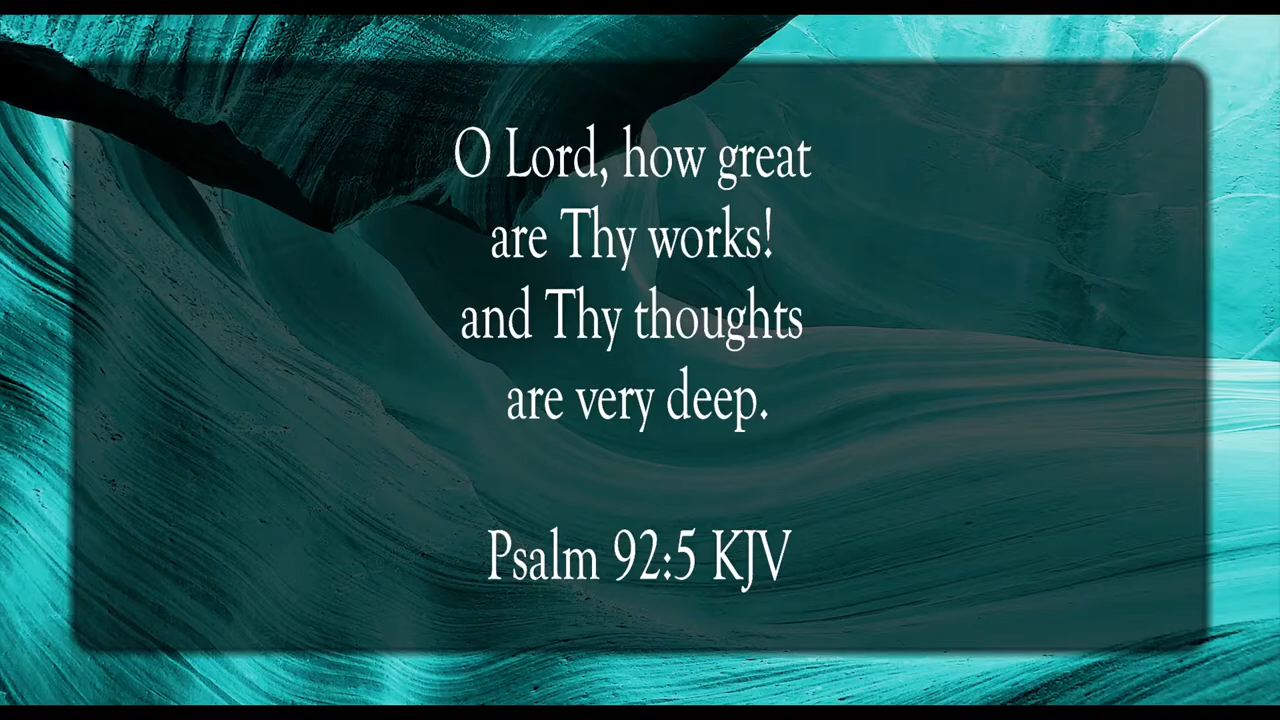 O Lord, how great
are Thy works!
and Thy thoughts
are very deep.
Psalm 92:5 KJV